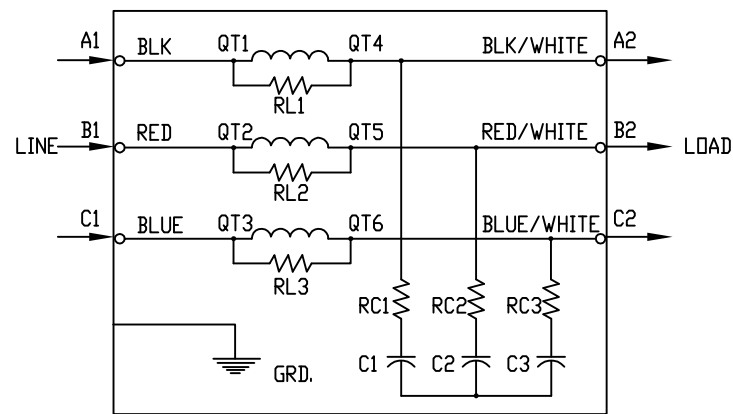 A1 BLK QT1 QT4 BLK/WHITE A2
RL1
B1 RED QT2 QT5 RED/WHITE B2
LINE LOAD
RL2
C1 BLUE QT3 QT6 BLUE/WHITE C2
RL3
RC1 RC2 RC3
C1 C2 C3
GRD.